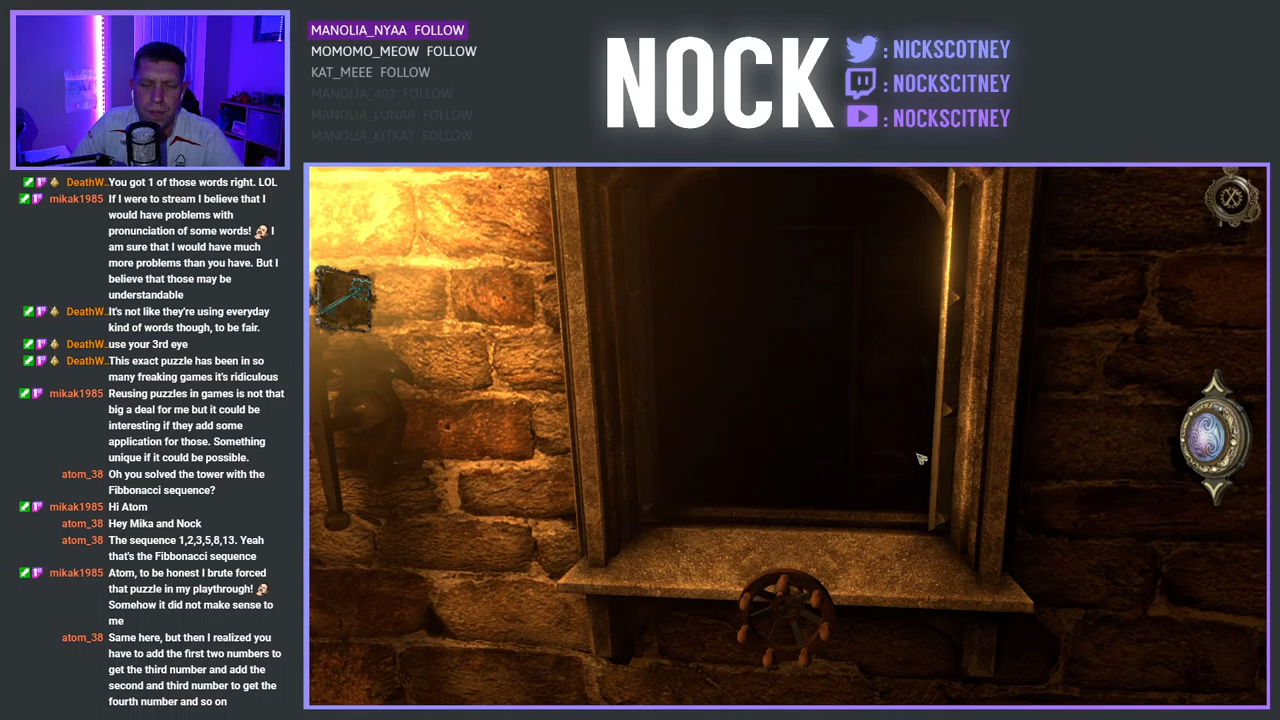 MANOLIA_NYAA FOLLOW
MOMOMO_MEOW FOLLOW
KAT_MEEE FOLLOW
MANOLIA_403 FOLLOW
MANOLIA_LUNAR FOLLOW
MANOLIA_KITKAT FOLLOW
NOCK
: NICKSCOTNEY
: NOCKSCITNEY
: NOCKSCITNEY
DeathW.. You got 1 of those words right. LOL
mikak1985 If I were to stream I believe that I
would have problems with
pronunciation of some words! I
am sure that I would have much
more problems than you have. But I
believe that those may be
understandable
DeathW.. It's not like they're using everyday
kind of words though, to be fair.
DeathW.. use your 3rd eye
DeathW.. This exact puzzle has been in so
many freaking games it's ridiculous
mikak1985 Reusing puzzles in games is not that
big a deal for me but it could be
interesting if they add some
application for those. Something
unique if it could be possible.
atom_38 Oh you solved the tower with the
Fibbonacci sequence?
mikak1985 Hi Atom
atom_38 Hey Mika and Nock
atom_38 The sequence 1,2,3,5,8,13. Yeah
that's the Fibbonacci sequence
mikak1985 Atom, to be honest I brute forced
that puzzle in my playthrough!
Somehow it did not make sense to
me
atom_38 Same here, but then I realized you
have to add the first two numbers to
get the third number and add the
second and third number to get the
fourth number and so on